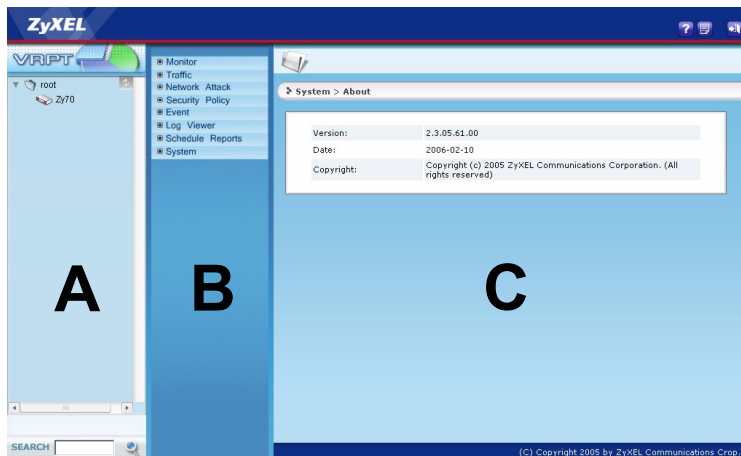 ZyXEL
VRPT
root
Zy70
A
SEARCH
Monitor
Traffic
Network Attack
Security Policy
Event
Log Viewer
Schedule Reports
System
B
System > About
Version: 2.3.05.61.00
Date: 2006-02-10
Copyright: Copyright (c) 2005 ZyXEL Communications Corporation. (All
rights reserved)
C
(C) Copyright 2005 by ZyXEL Communications Crop.